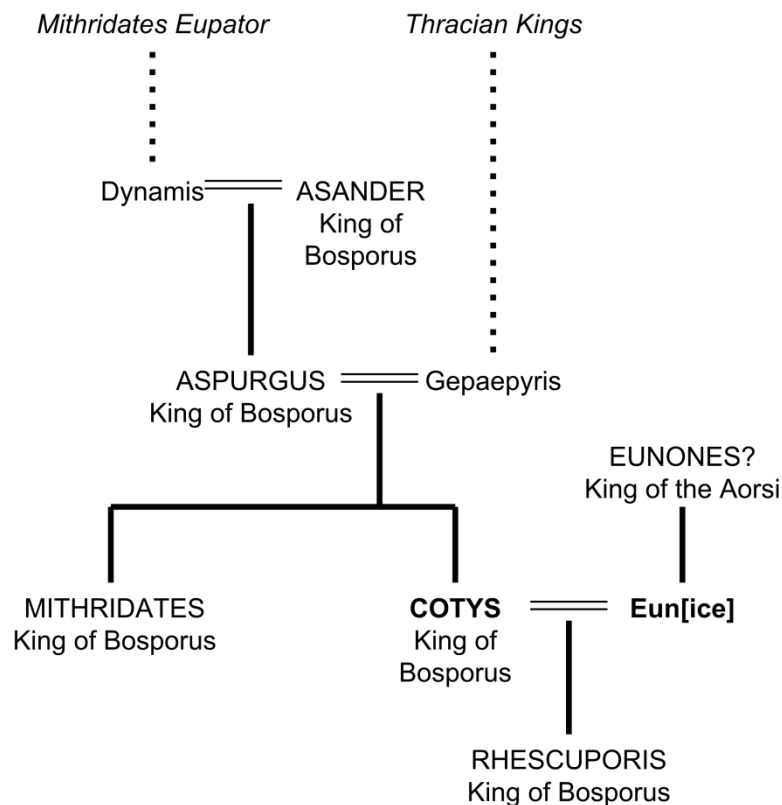 Mithridates Eupator
Thracian Kings
Dynamis
ASANDER
King of
Bosporus
ASPURGUS
King of Bosporus
Gepaepyris
EUNONES?
King of the Aorsi
MITHRIDATES
King of Bosporus
COTYS
King of
Bosporus
Eun[ice]
RHESCUPORIS
King of Bosporus